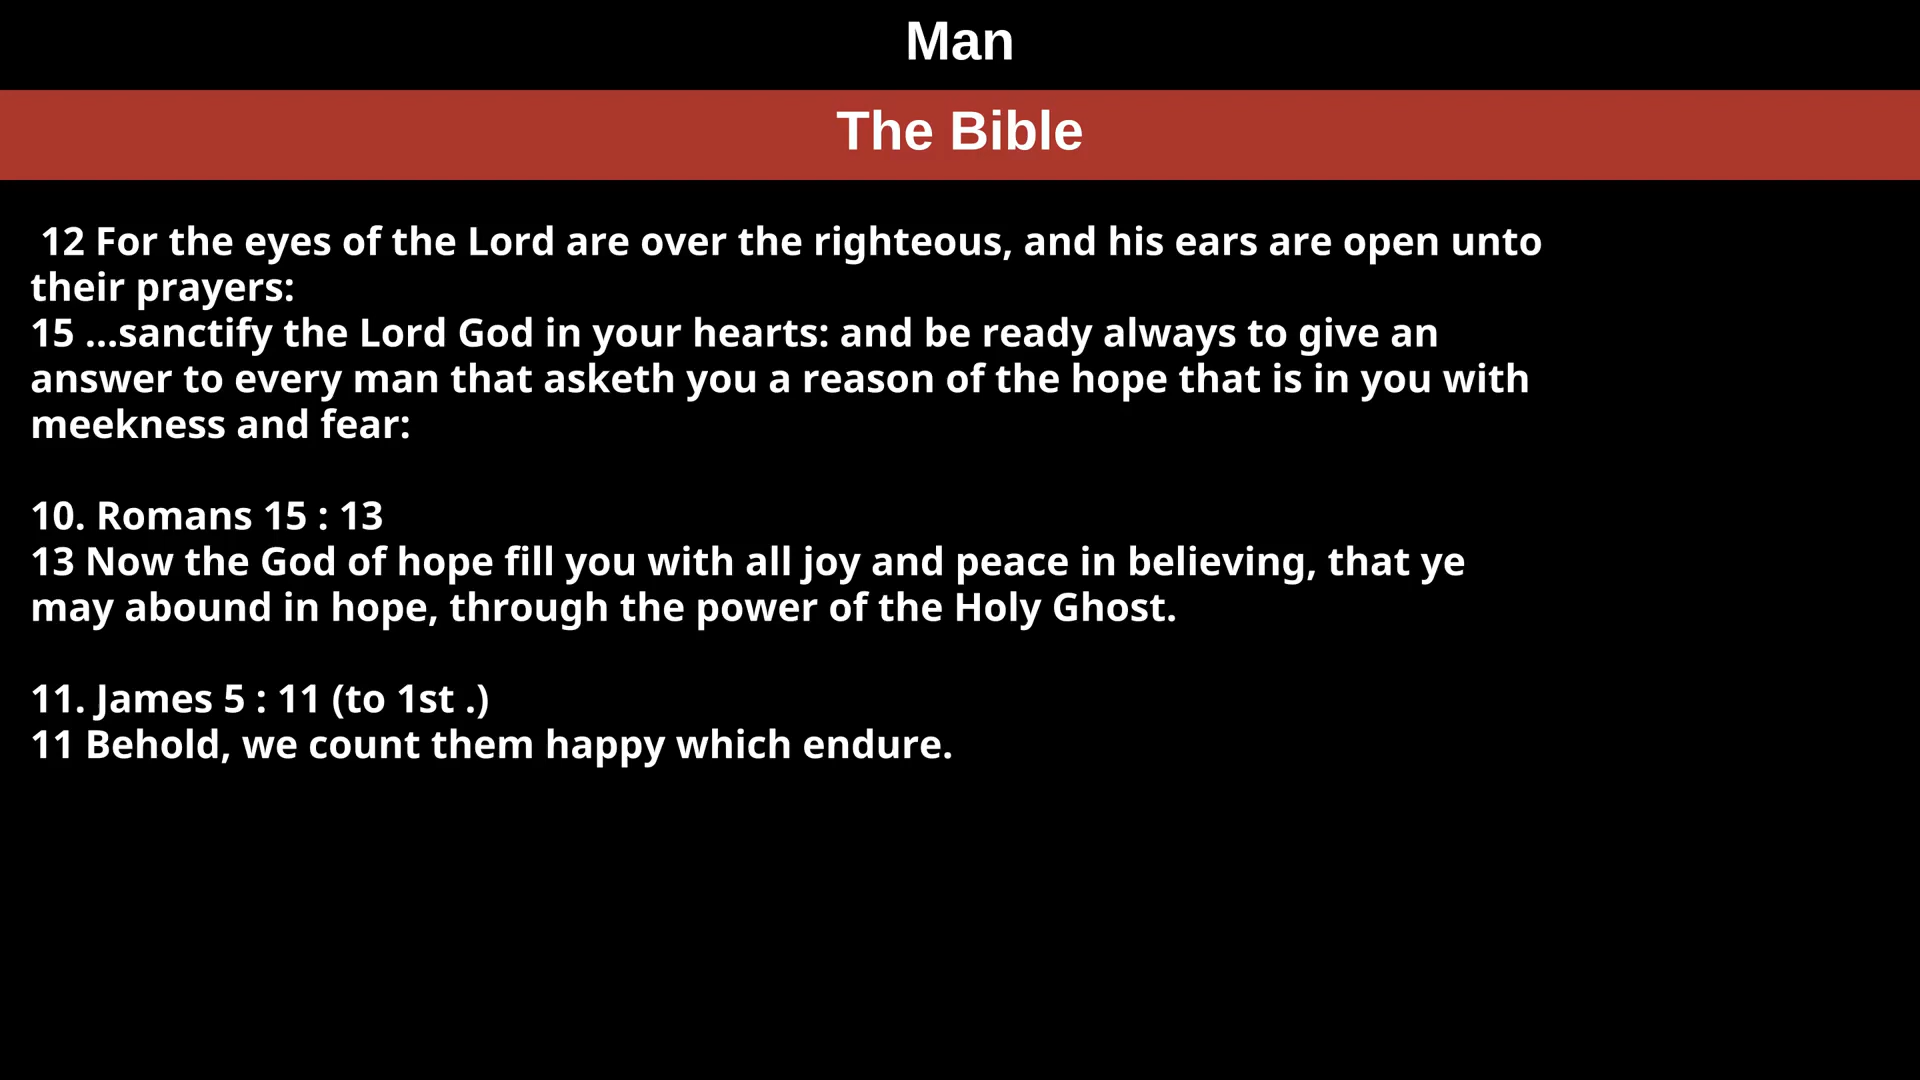 Man
The Bible
12 For the eyes of the Lord are over the righteous, and his ears are open unto
their prayers:
15 ...sanctify the Lord God in your hearts: and be ready always to give an
answer to every man that asketh you a reason of the hope that is in you with
meekness and fear:
10. Romans 15 : 13
13 Now the God of hope fill you with all joy and peace in believing, that ye
may abound in hope, through the power of the Holy Ghost.
11. James 5 : 11 (to 1st .)
11 Behold, we count them happy which endure.